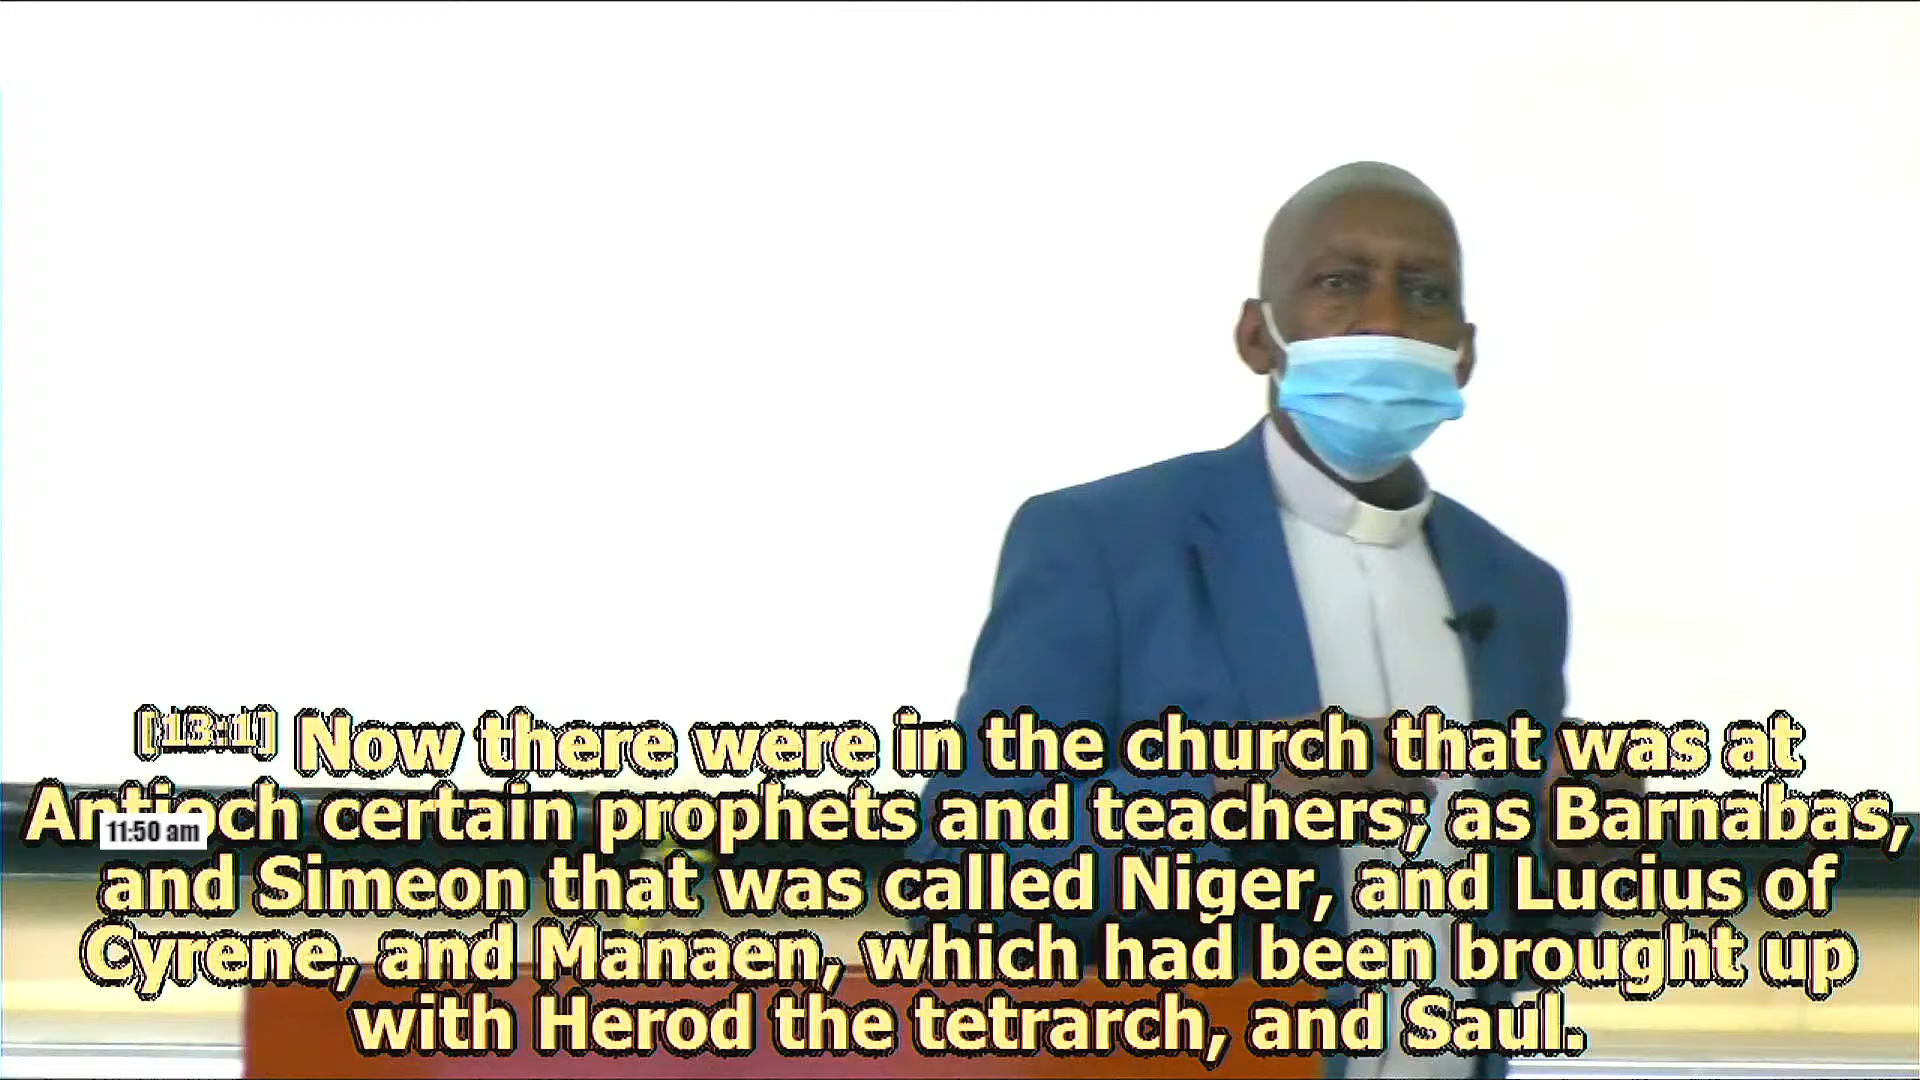 [13:1] Now there were in the church that was at
Antioch certain prophets and teachers; as Barnabas,
11:50 am
and Simeon that was called Niger, and Lucius of
Cyrene, and Manaen, which had been brought up
with Herod the tetrarch, and Saul.